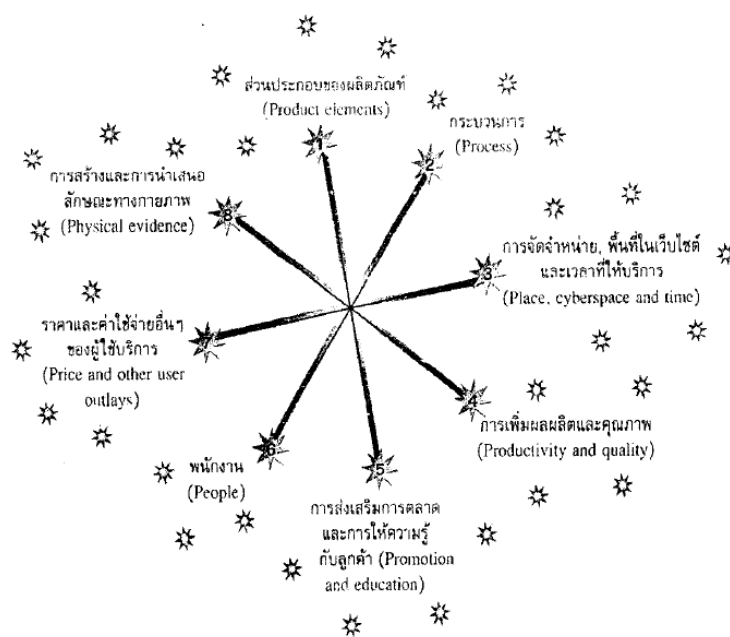 1
ส่วนประกอบของผลิตภัณฑ์
(Product elements)
2
กระบวนการ
(Process)
3
การจัดจำหน่าย, พื้นที่ในเว็บไซต์
และเวลาที่ให้บริการ
(Place, cyberspace and time)
4
การเพิ่มผลผลิตและคุณภาพ
(Productivity and quality)
5
การส่งเสริมการตลาด
และการให้ความรู้
กับลูกค้า (Promotion
and education)
6
พนักงาน
(People)
7
ราคาและค่าใช้จ่ายอื่นๆ
ของผู้ใช้บริการ
(Price and other user
outlays)
8
การสร้างและการนำเสนอ
ลักษณะทางกายภาพ
(Physical evidence)